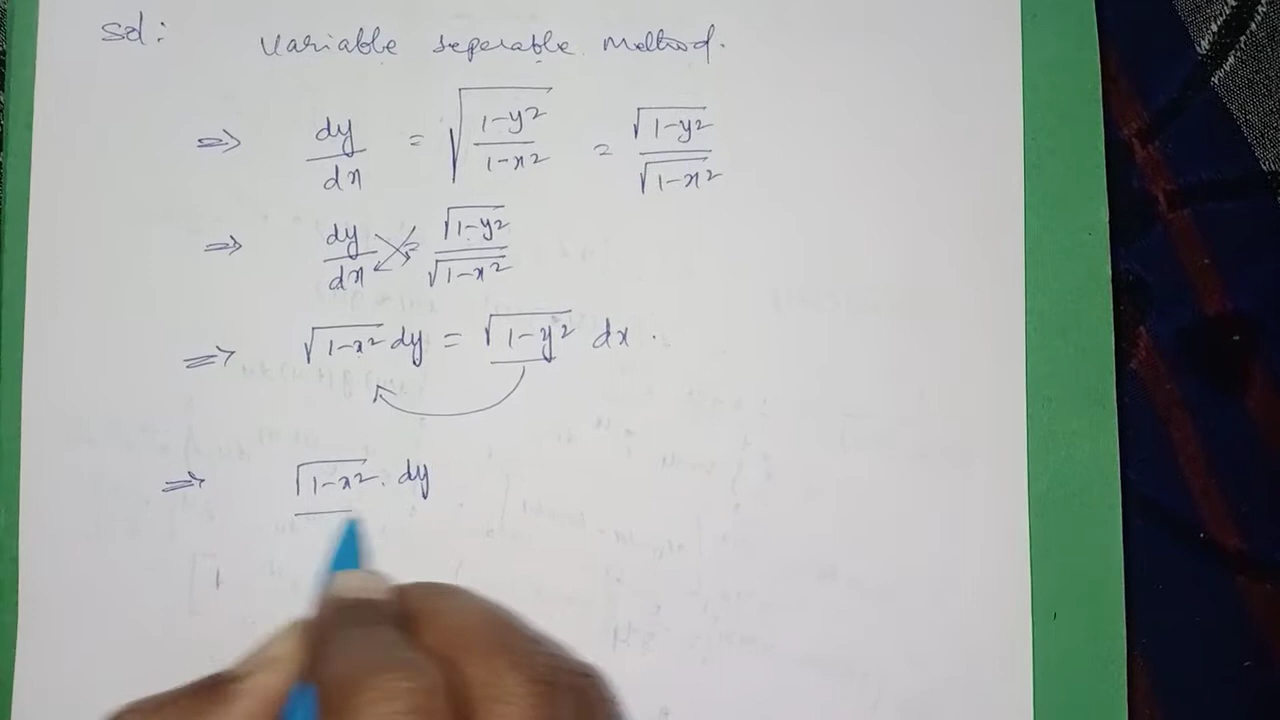 Sol: Variable seperable Method.
⇒ dy/dx = √((1-y²)/(1-x²)) = √(1-y²)/√(1-x²)
⇒ dy/dx = √(1-y²)/√(1-x²)
⇒ √(1-x²) dy = √(1-y²) dx.
⇒ √(1-x²). dy